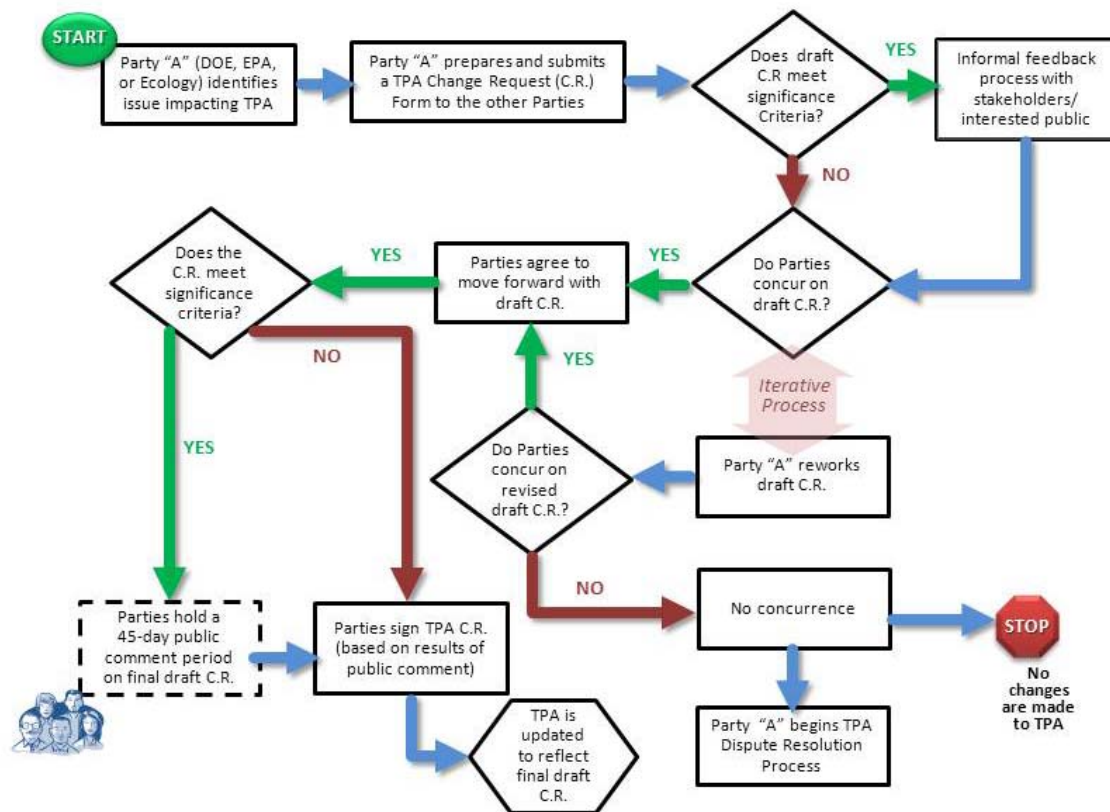 START
Party “A” (DOE, EPA,
or Ecology) identifies
issue impacting TPA
Party “A” prepares and submits
a TPA Change Request (C.R.)
Form to the other Parties
Does draft
C.R meet
significance
Criteria?
YES
Informal feedback
process with
stakeholders/
interested public
NO
Do Parties
concur on
draft C.R.?
YES
Parties agree to
move forward with
draft C.R.
YES
Does the
C.R. meet
significance
criteria?
NO
YES
Iterative
Process
Party “A” reworks
draft C.R.
Do Parties
concur on
revised
draft C.R.?
YES
NO
No concurrence
STOP
No
changes
are made
to TPA
Party “A” begins TPA
Dispute Resolution
Process
Parties hold a
45-day public
comment period
on final draft C.R.
Parties sign TPA C.R.
(based on results of
public comment)
TPA is
updated
to reflect
final draft
C.R.